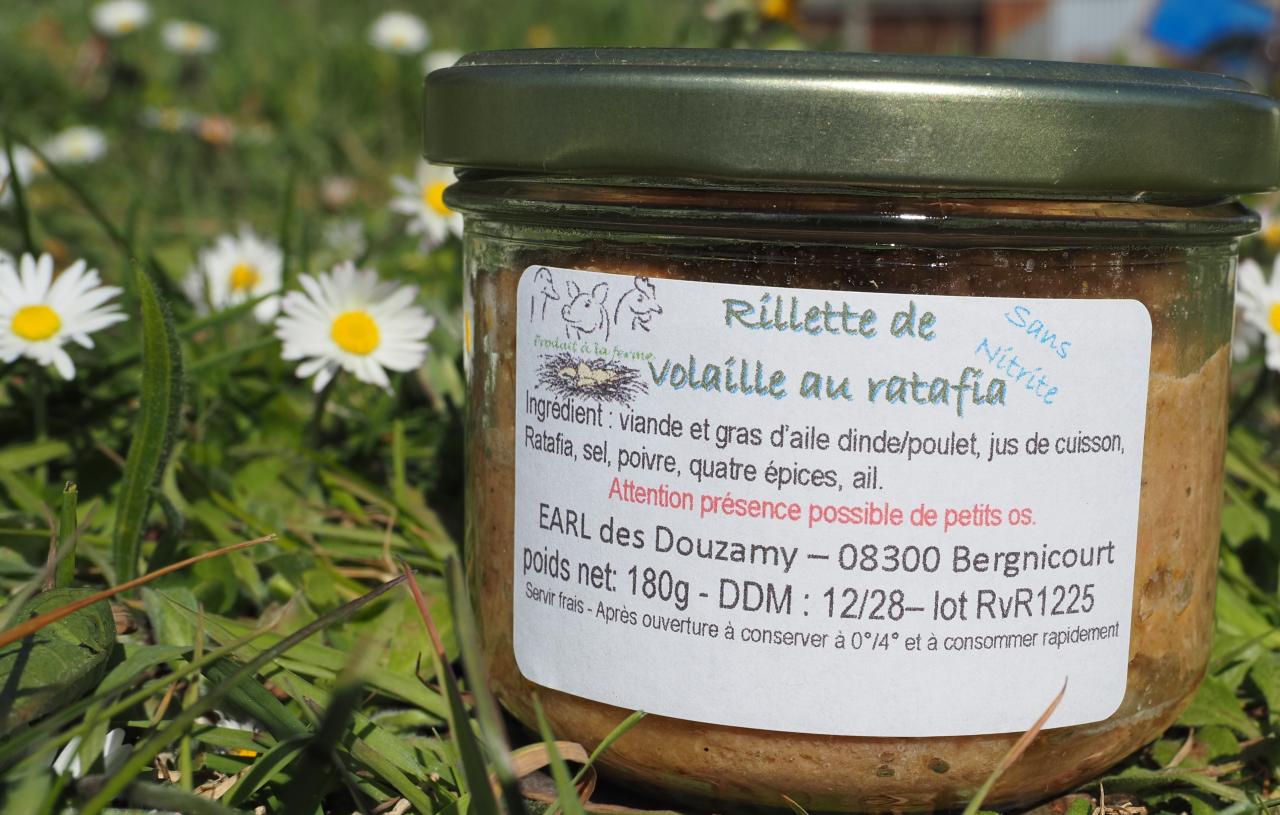 Rillette de
Sans
Nitrite
Produit à la ferme
volaille au ratafia
Ingrédient : viande et gras d'aile dinde/poulet, jus de cuisson,
Ratafia, sel, poivre, quatre épices, ail.
Attention présence possible de petits os.
EARL des Douzamy – 08300 Bergnicourt
poids net: 180g - DDM : 12/28– lot RvR1225
Servir frais - Après ouverture à conserver à 0°/4° et à consommer rapidement